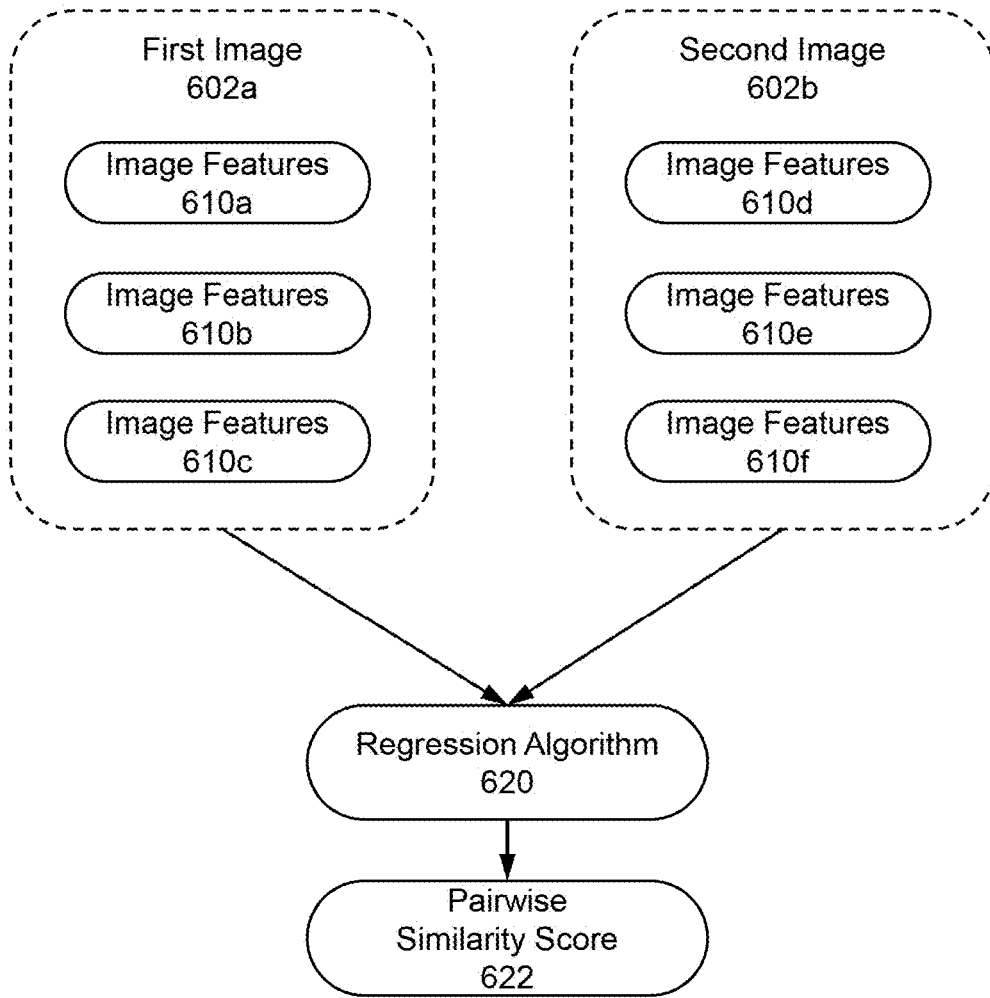 First Image
602a
Image Features
610a
Image Features
610b
Image Features
610c
Second Image
602b
Image Features
610d
Image Features
610e
Image Features
610f
Regression Algorithm
620
Pairwise
Similarity Score
622